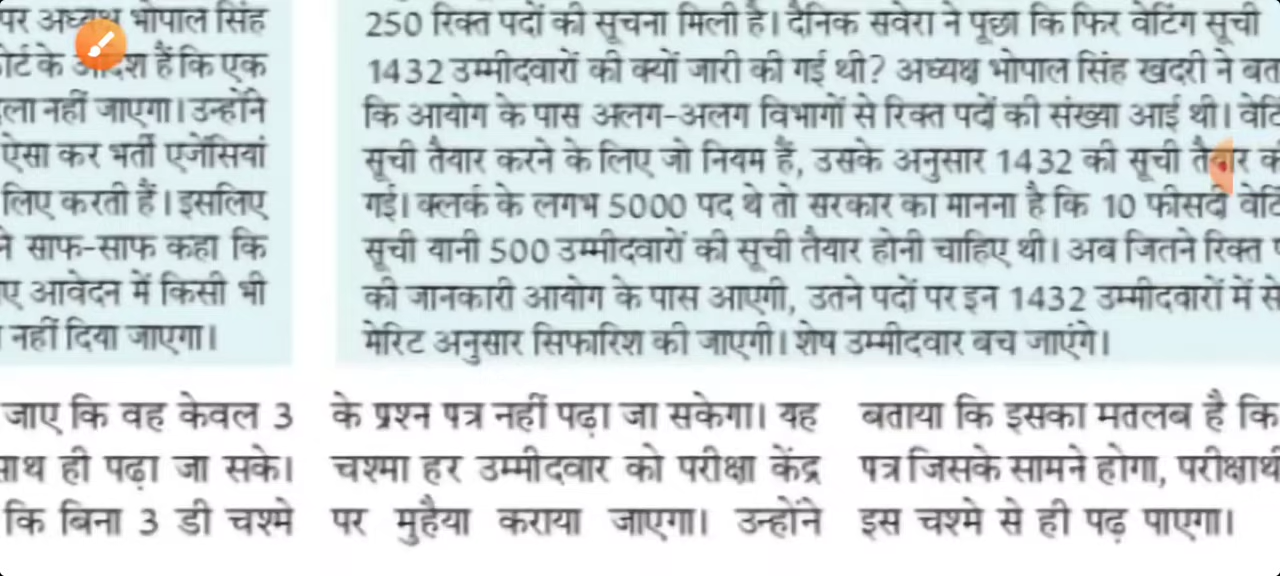 पर अध्यक्ष भोपाल सिंह
के आदेश हैं कि एक
नहीं जाएगा। उन्होंने
ऐसा कर भर्ती एजेंसियां
लिए करती हैं। इसलिए
ने साफ-साफ कहा कि
आवेदन में किसी भी
नहीं दिया जाएगा।
250 रिक्त पदों की सूचना मिली है। दैनिक सवेरा ने पूछा कि फिर वेटिंग सूची
1432 उम्मीदवारों की क्यों जारी की गई थी? अध्यक्ष भोपाल सिंह खदरी ने बता
कि आयोग के पास अलग-अलग विभागों से रिक्त पदों की संख्या आई थी। वेटिं
सूची तैयार करने के लिए जो नियम हैं, उसके अनुसार 1432 की सूची तैयार की
गई। क्लर्क के लगभ 5000 पद थे तो सरकार का मानना है कि 10 फीसदी वेटिं
सूची यानी 500 उम्मीदवारों की सूची तैयार होनी चाहिए थी। अब जितने रिक्त
की जानकारी आयोग के पास आएगी, उतने पदों पर इन 1432 उम्मीदवारों में से
मेरिट अनुसार सिफारिश की जाएगी। शेष उम्मीदवार बच जाएंगे।
जाए कि वह केवल 3
साथ ही पढ़ा जा सके।
कि बिना 3 डी चश्मे
के प्रश्न पत्र नहीं पढ़ा जा सकेगा। यह
चश्मा हर उम्मीदवार को परीक्षा केंद्र
पर मुहैया कराया जाएगा। उन्होंने
बताया कि इसका मतलब है कि
पत्र जिसके सामने होगा, परीक्षार्थी
इस चश्मे से ही पढ़ पाएगा।